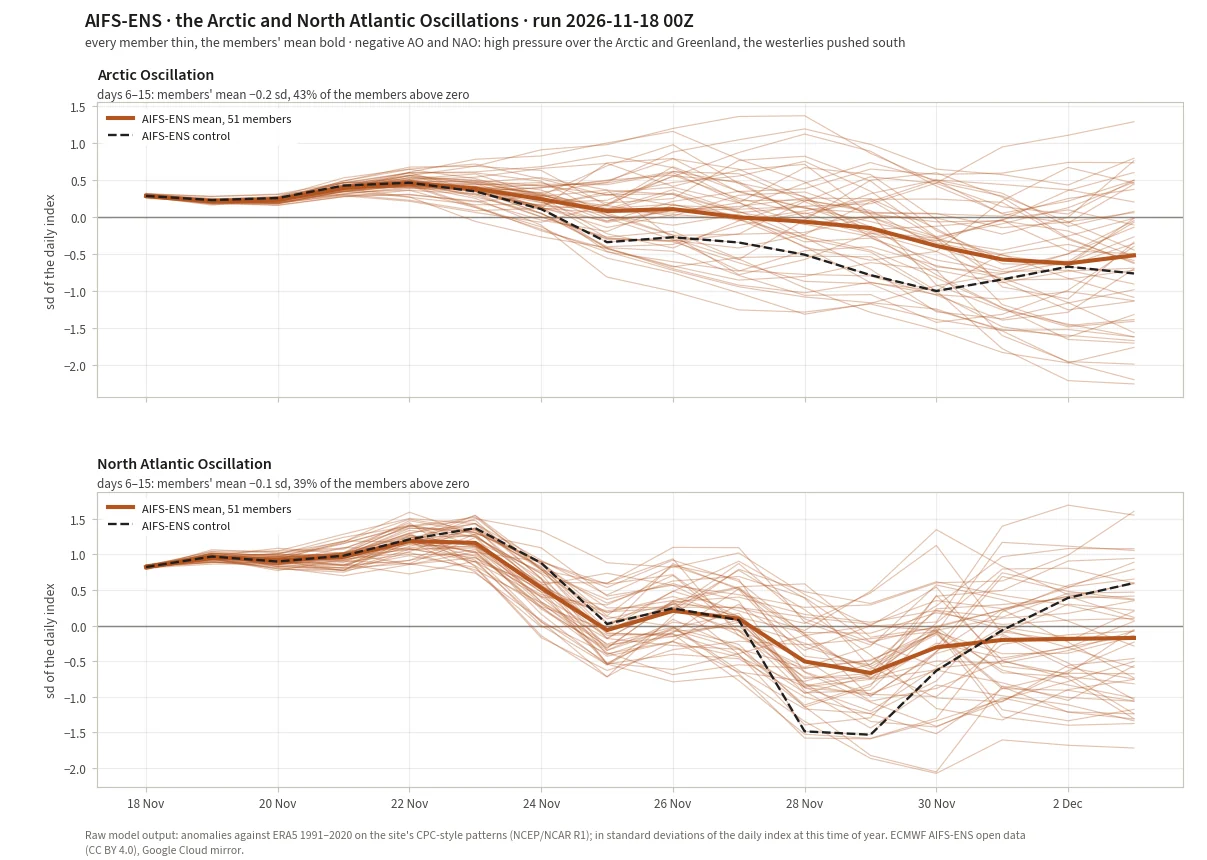 AIFS-ENS · the Arctic and North Atlantic Oscillations · run 2026-11-18 00Z
every member thin, the members' mean bold · negative AO and NAO: high pressure over the Arctic and Greenland, the westerlies pushed south
Arctic Oscillation
days 6–15: members' mean −0.2 sd, 43% of the members above zero
AIFS-ENS mean, 51 members
AIFS-ENS control
sd of the daily index
1.5
1.0
0.5
0.0
−0.5
−1.0
−1.5
−2.0
North Atlantic Oscillation
days 6–15: members' mean −0.1 sd, 39% of the members above zero
AIFS-ENS mean, 51 members
AIFS-ENS control
sd of the daily index
1.5
1.0
0.5
0.0
−0.5
−1.0
−1.5
−2.0
18 Nov 20 Nov 22 Nov 24 Nov 26 Nov 28 Nov 30 Nov 2 Dec
Raw model output: anomalies against ERA5 1991–2020 on the site's CPC-style patterns (NCEP/NCAR R1); in standard deviations of the daily index at this time of year. ECMWF AIFS-ENS open data
(CC BY 4.0), Google Cloud mirror.